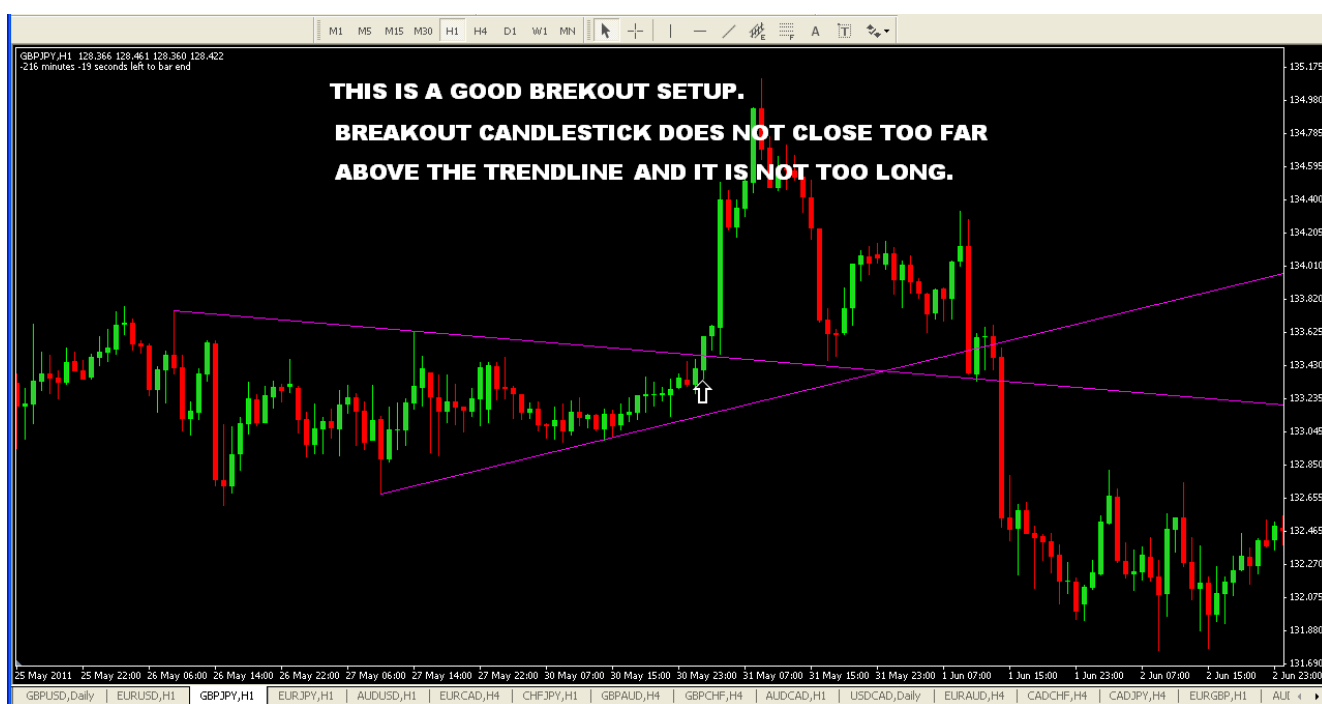 M1 M5 M15 M30 H1 H4 D1 W1 MN E F A T
GBPJPY,H1 128.366 128.461 128.360 128.422
-216 minutes -19 seconds left to bar end
THIS IS A GOOD BREKOUT SETUP.
BREAKOUT CANDLESTICK DOES NOT CLOSE TOO FAR
ABOVE THE TRENDLINE AND IT IS NOT TOO LONG.
135.175
134.980
134.785
134.595
134.400
134.205
134.010
133.820
133.625
133.430
133.235
133.045
132.850
132.655
132.465
132.270
132.075
131.880
131.690
25 May 2011 25 May 22:00 26 May 06:00 26 May 14:00 26 May 22:00 27 May 06:00 27 May 14:00 27 May 22:00 30 May 07:00 30 May 15:00 30 May 23:00 31 May 07:00 31 May 15:00 31 May 23:00 1 Jun 07:00 1 Jun 15:00 1 Jun 23:00 2 Jun 07:00 2 Jun 15:00 2 Jun 23:00
GBPUSD,Daily EURUSD,H1 GBPJPY,H1 EURJPY,H1 AUDUSD,H1 EURCAD,H4 CHFJPY,H1 GBPAUD,H4 GBPCHF,H4 AUDCAD,H1 USDCAD,Daily EURAUD,H4 CADCHF,H4 CADJPY,H4 EURGBP,H1